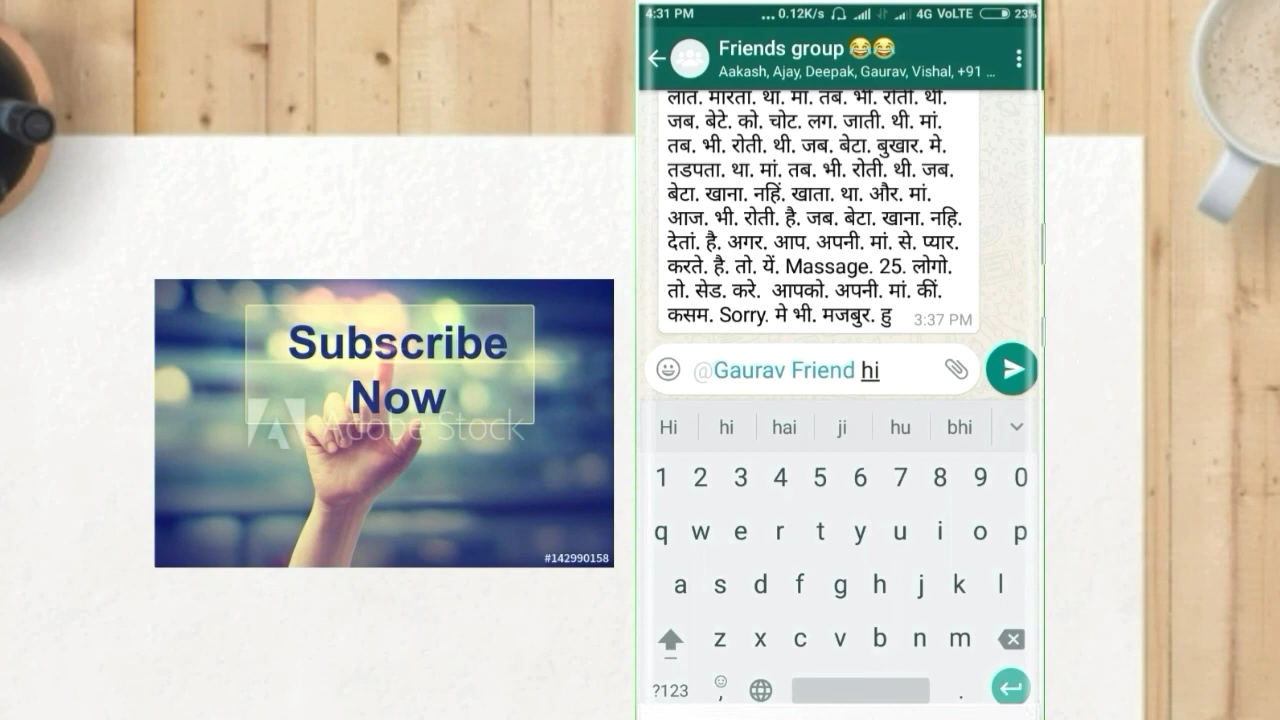 Subscribe
Now
Adobe Stock
#142990158
4:31 PM ... 0.12K/s 4G VoLTE 23%
Friends group 😂😂
Aakash, Ajay, Deepak, Gaurav, Vishal, +91 ...
लात. मारता. था. मा. तब. भी. रोती. थी.
जब. बेटे. को. चोट. लग. जाती. थी. मां.
तब. भी. रोती. थी. जब. बेटा. बुखार. मे.
तडपता. था. मां. तब. भी. रोती. थी. जब.
बेटा. खाना. नहिं. खाता. था. और. मां.
आज. भी. रोती. है. जब. बेटा. खाना. नहि.
देतां. है. अगर. आप. अपनी. मां. से. प्यार.
करते. है. तो. यें. Massage. 25. लोगो.
तो. सेड. करे. आपको. अपनी. मां. कीं.
कसम. Sorry. मे भी. मजबुर. हु
3:37 PM
@Gaurav Friend hi
Hi hi hai ji hu bhi
1 2 3 4 5 6 7 8 9 0
q w e r t y u i o p
a s d f g h j k l
z x c v b n m
?123 , .